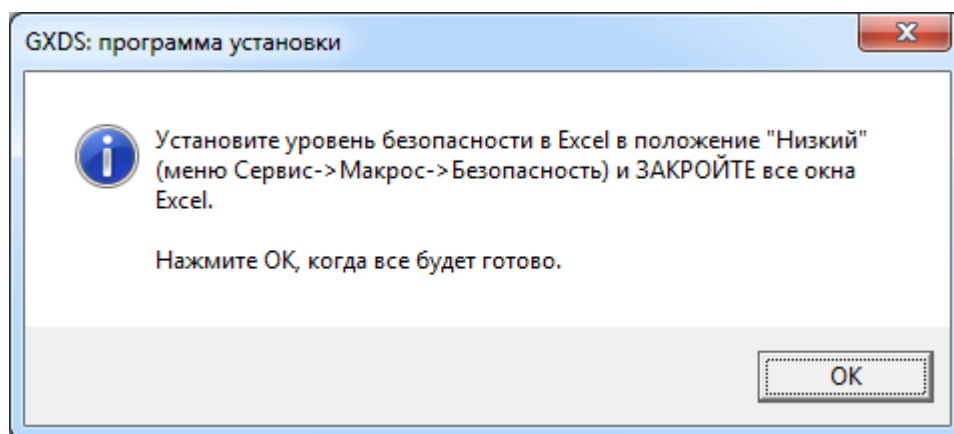 GXDS: программа установки
Установите уровень безопасности в Excel в положение "Низкий"
(меню Сервис->Макрос->Безопасность) и ЗАКРОЙТЕ все окна
Excel.
Нажмите ОК, когда все будет готово.
ОК